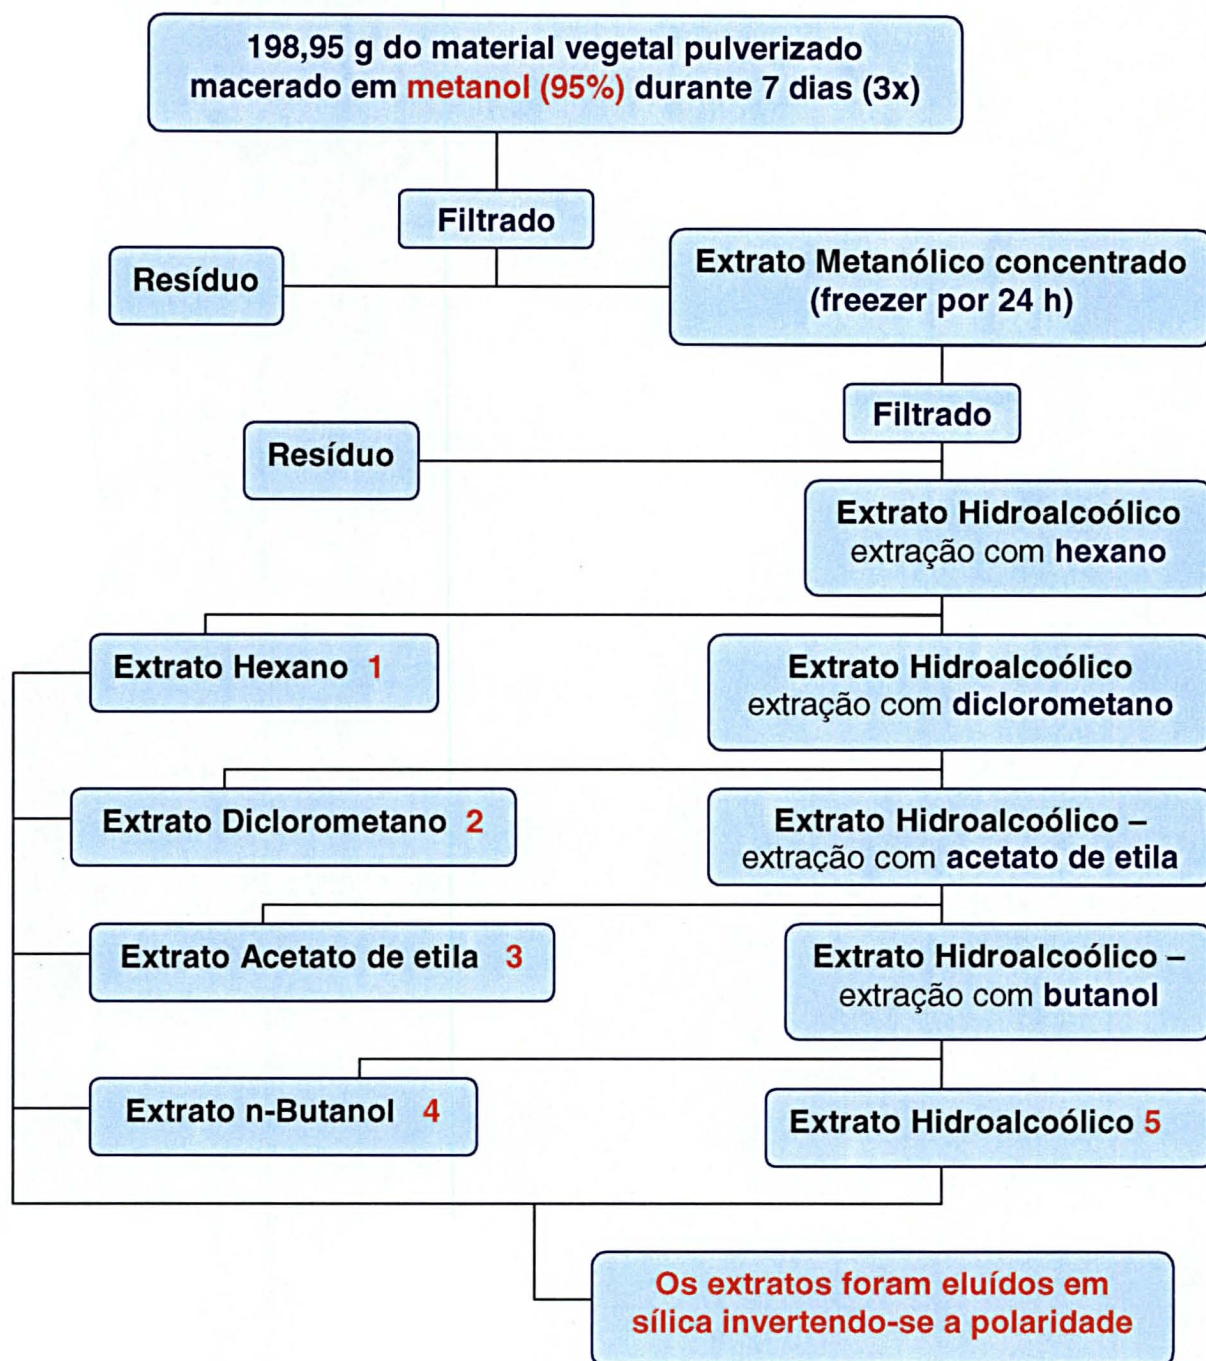 198,95 g do material vegetal pulverizado
macerado em metanol (95%) durante 7 dias (3x)
Filtrado
Resíduo
Extrato Metanólico concentrado
(freezer por 24 h)
Filtrado
Resíduo
Extrato Hidroalcoólico
extração com hexano
Extrato Hexano 1
Extrato Hidroalcoólico
extração com diclorometano
Extrato Diclorometano 2
Extrato Hidroalcoólico –
extração com acetato de etila
Extrato Acetato de etila 3
Extrato Hidroalcoólico –
extração com butanol
Extrato n-Butanol 4
Extrato Hidroalcoólico 5
Os extratos foram eluídos em
sílica invertendo-se a polaridade